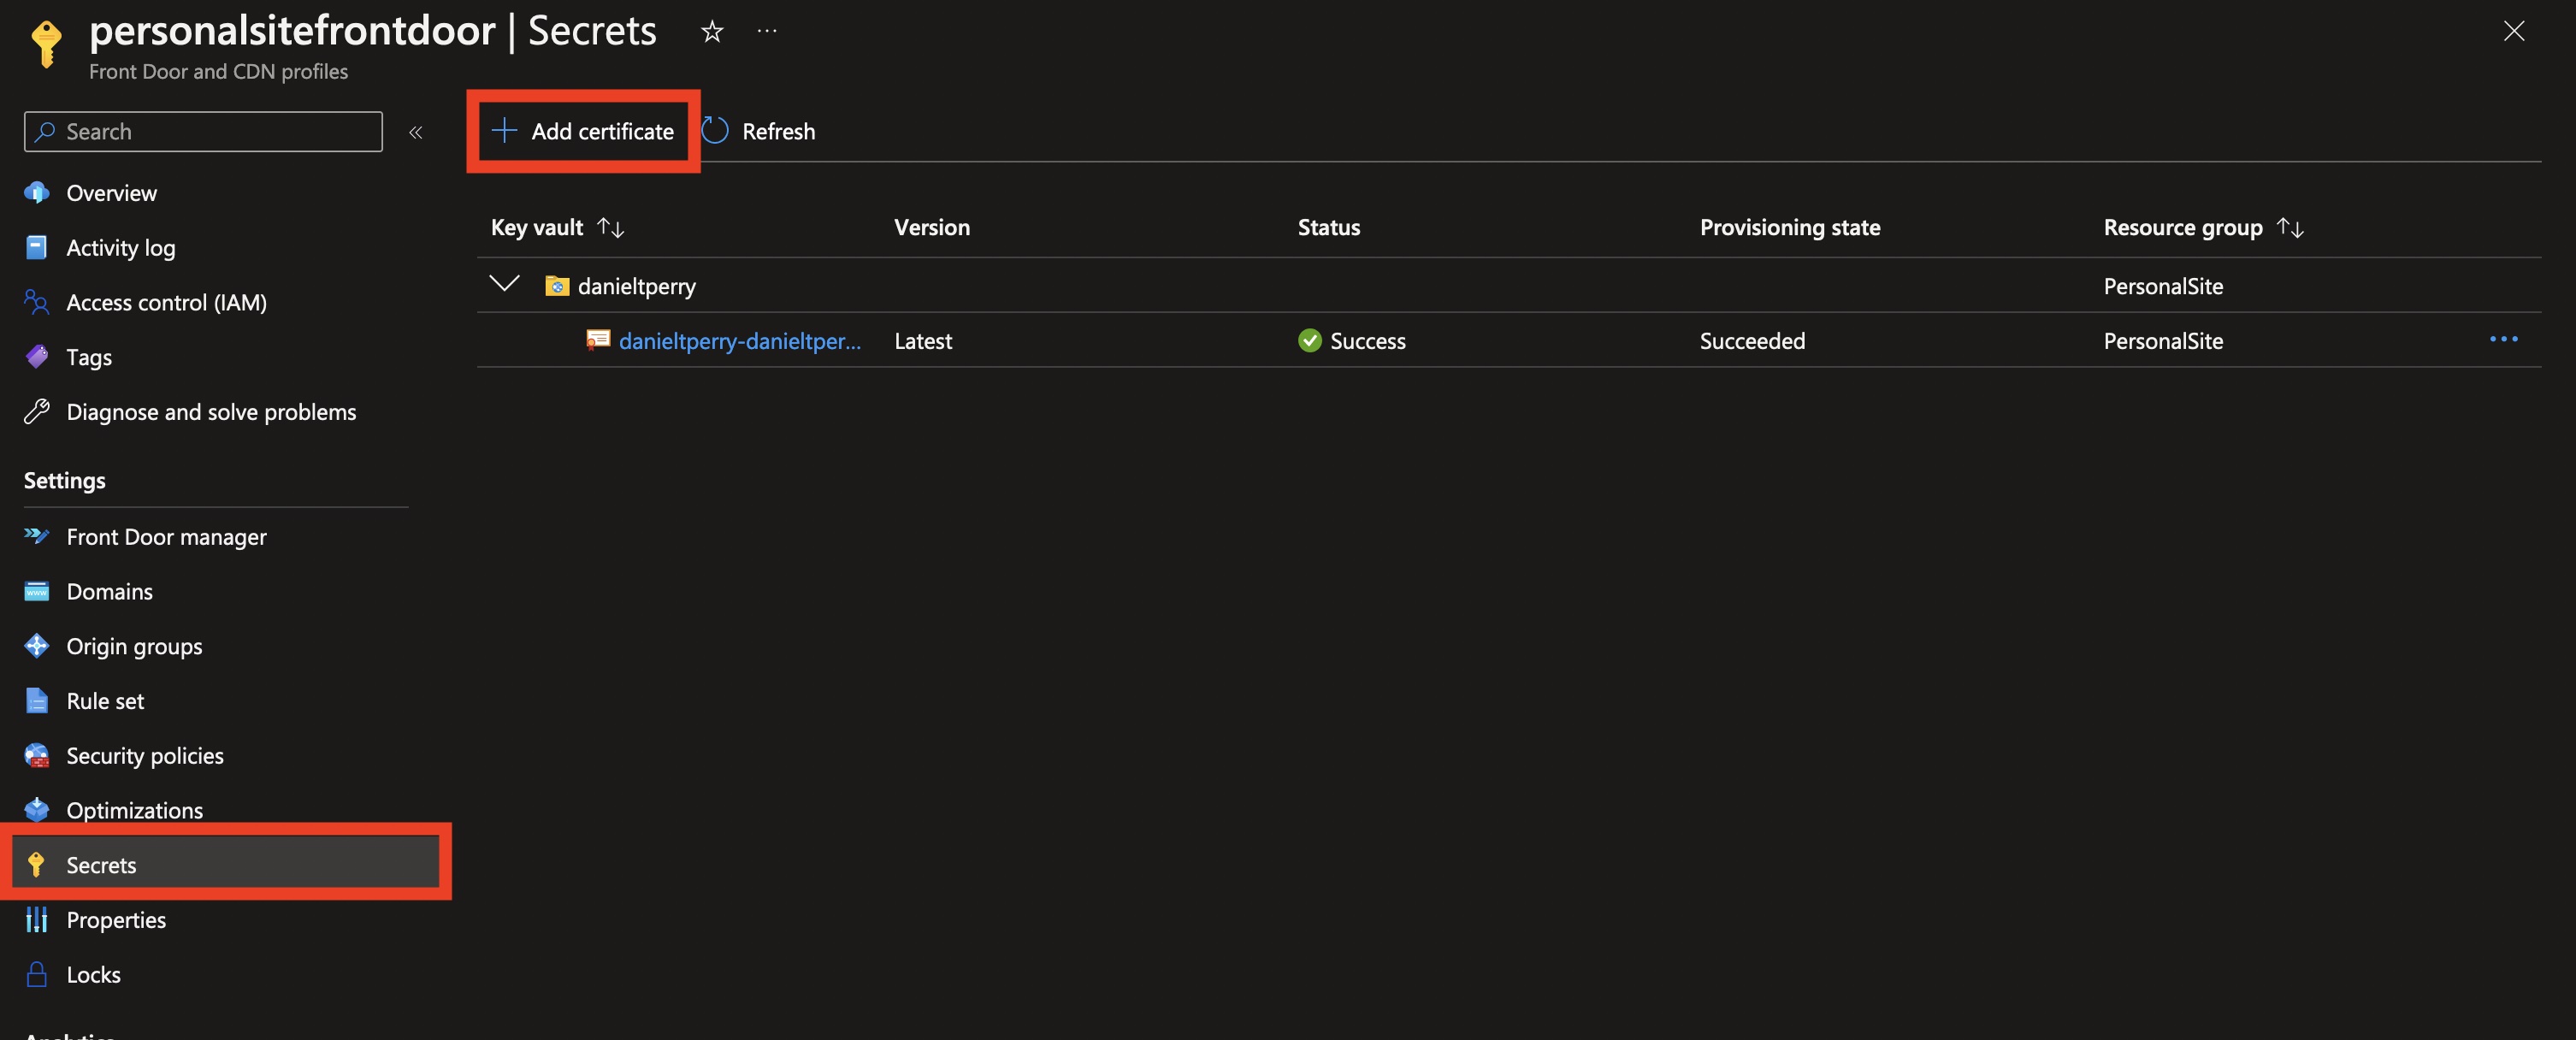 personalsitefrontdoor | Secrets
Front Door and CDN profiles
Search
Add certificate
Refresh
Overview
Activity log
Access control (IAM)
Tags
Diagnose and solve problems
Settings
Front Door manager
Domains
Origin groups
Rule set
Security policies
Optimizations
Secrets
Properties
Locks
Analytics
Key vault Version Status Provisioning state Resource group
danieltperry PersonalSite
danieltperry-danieltper... Latest Success Succeeded PersonalSite